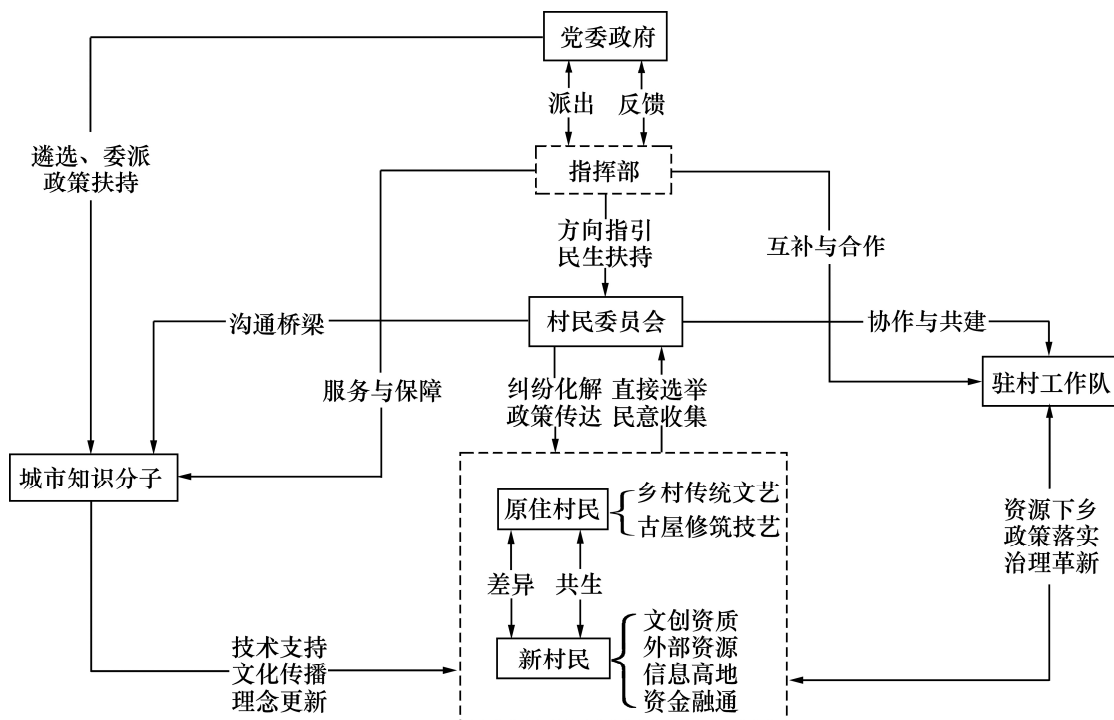 党委政府
派出
反馈
遴选、委派
政策扶持
指挥部
方向指引
民生扶持
互补与合作
沟通桥梁
村民委员会
协作与共建
服务与保障
纠纷化解
政策传达
直接选举
民意收集
驻村工作队
城市知识分子
原住村民
乡村传统文艺
古屋修筑技艺
资源下乡
政策落实
治理革新
差异
共生
新村民
文创资质
外部资源
信息高地
资金融通
技术支持
文化传播
理念更新